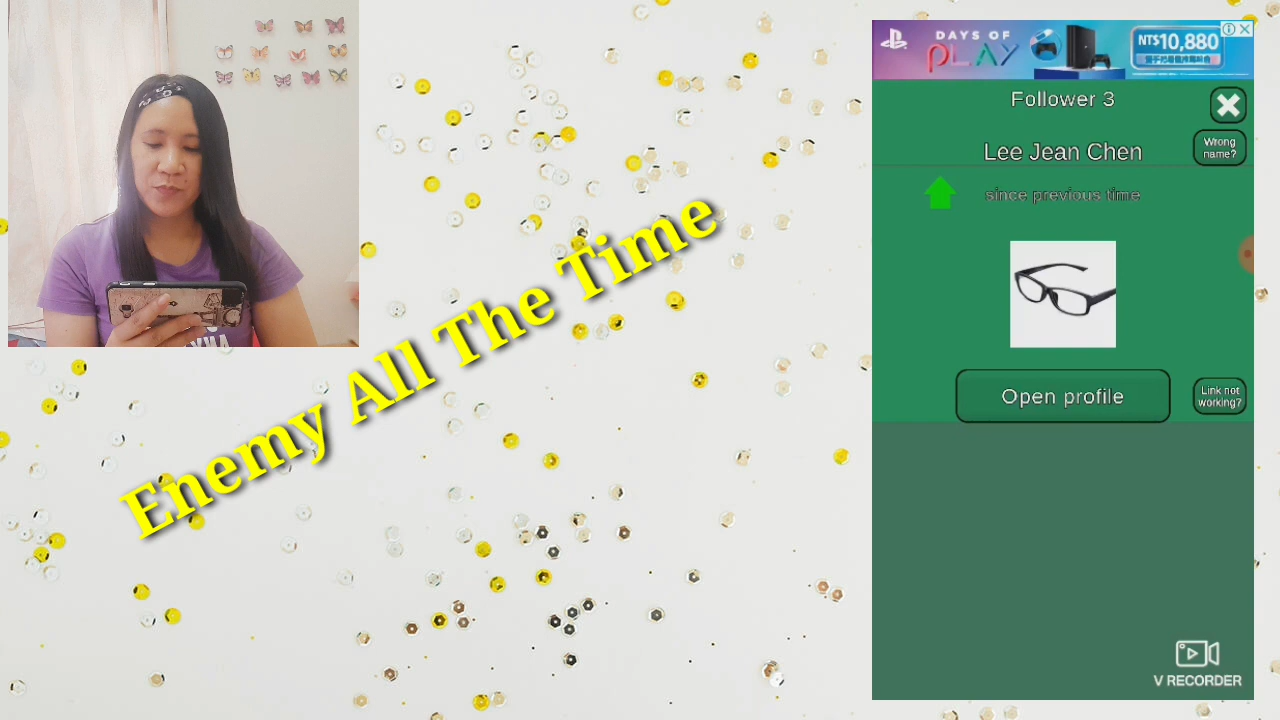 DAYS OF
PLAY
NT$10,880
Follower 3
Lee Jean Chen
Wrong
name?
since previous time
Enemy All The Time
Open profile
Link not
working?
V RECORDER